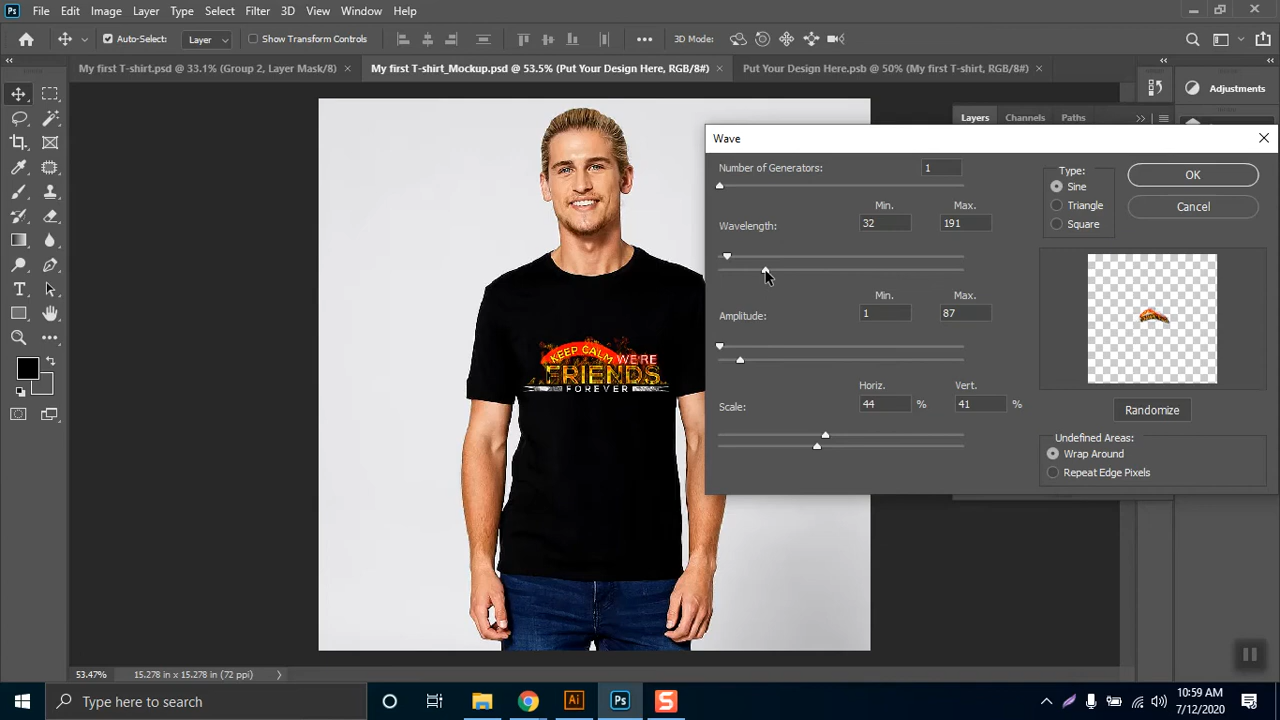 Ps File Edit Image Layer Type Select Filter 3D View Window Help
Auto-Select: Layer Show Transform Controls 3D Mode:
My first T-shirt.psd @ 33.1% (Group 2, Layer Mask/8) × My first T-shirt_Mockup.psd @ 53.5% (Put Your Design Here, RGB/8#) × Put Your Design Here.psb @ 50% (My first T-shirt, RGB/8#) ×
Adjustments
Layers Channels Paths
Wave
Number of Generators: 1
Type:
Sine
Triangle
Square
OK
Cancel
Min. Max.
Wavelength: 32 191
Min. Max.
Amplitude: 1 87
Horiz. Vert.
Scale: 44 % 41 %
Randomize
Undefined Areas:
Wrap Around
Repeat Edge Pixels
KEEP CALM WE'RE
FRIENDS
FOREVER
53.47% 15.278 in x 15.278 in (72 ppi)
Type here to search
Ai Ps S
10:59 AM
7/12/2020